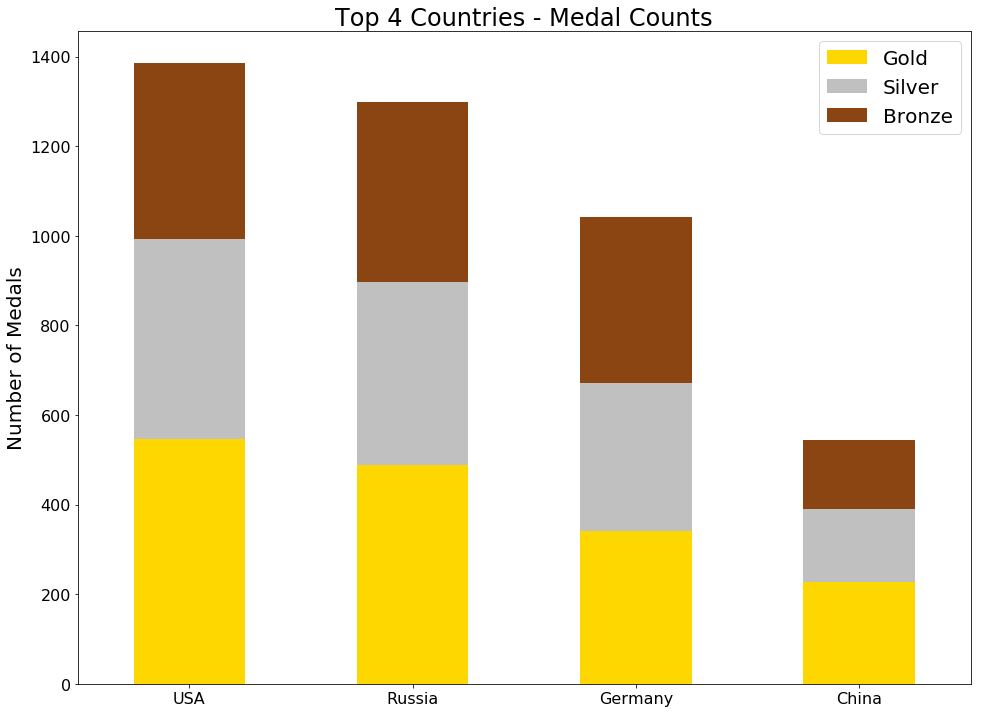 Top 4 Countries - Medal Counts
Gold
Silver
Bronze
Number of Medals
1400
1200
1000
800
600
400
200
0
USA Russia Germany China